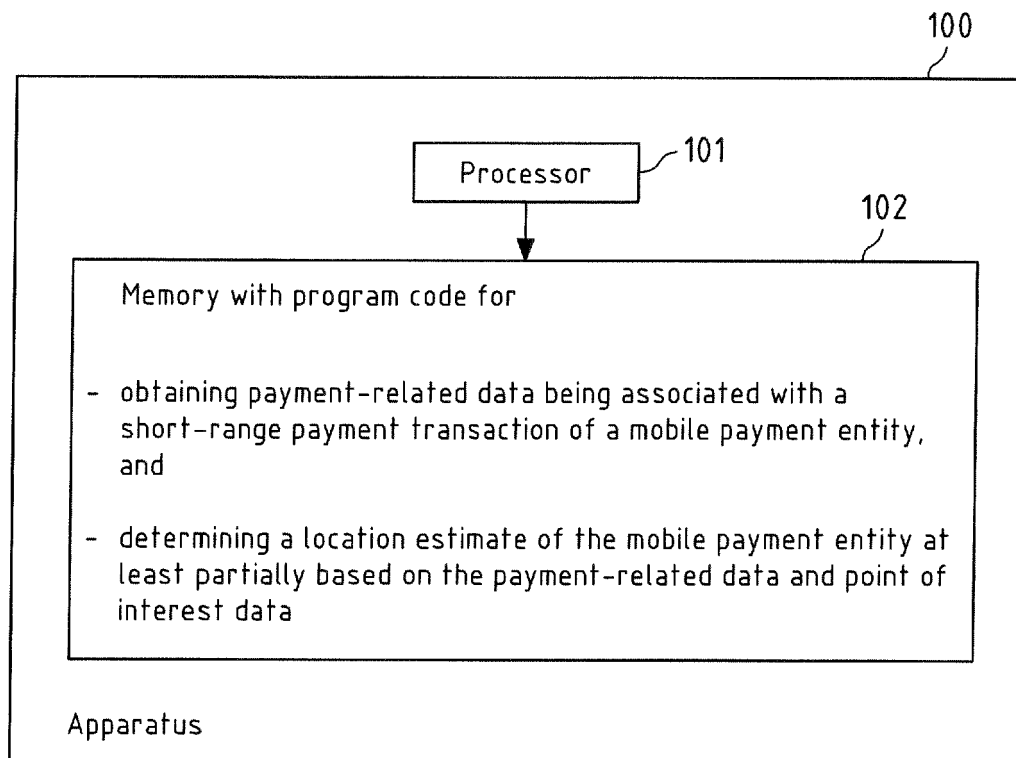 100
101
Processor
102
Memory with program code for
- obtaining payment-related data being associated with a
short-range payment transaction of a mobile payment entity,
and
- determining a location estimate of the mobile payment entity at
least partially based on the payment-related data and point of
interest data
Apparatus